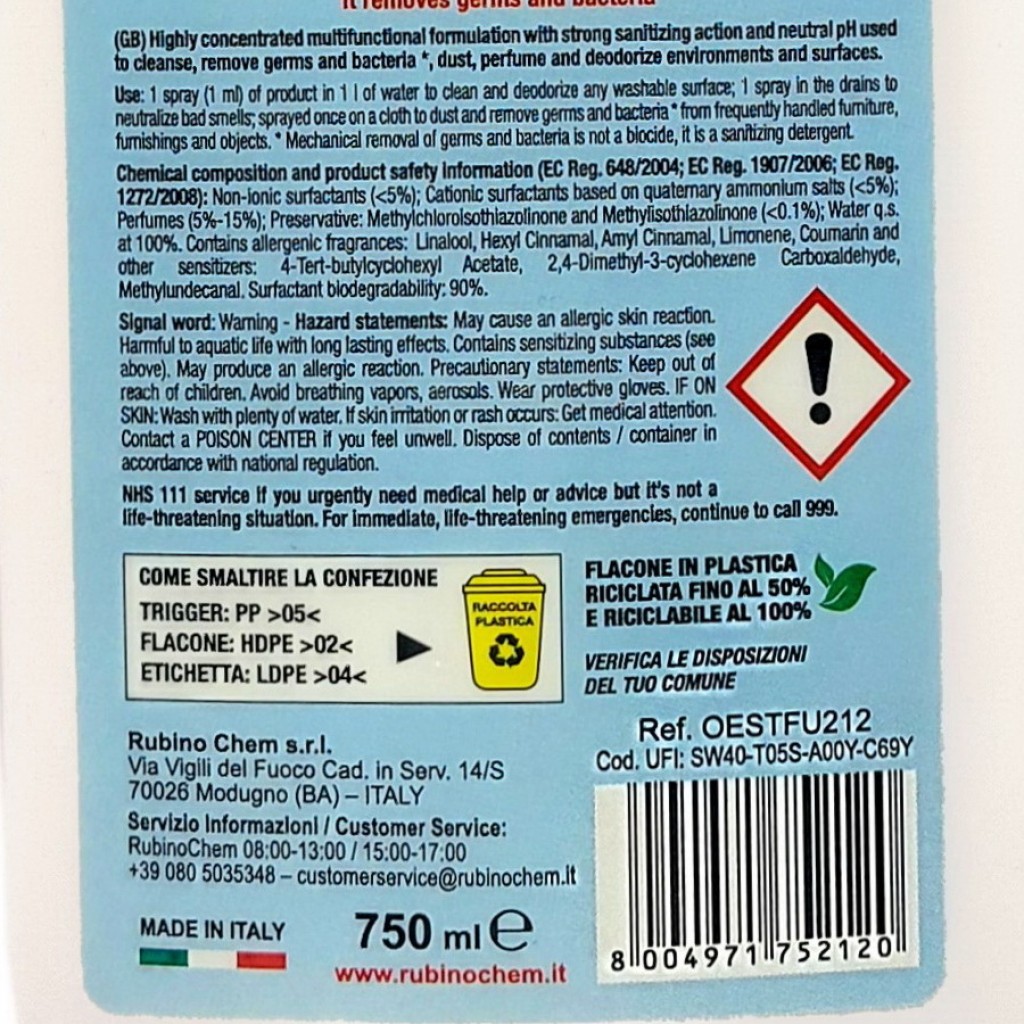 It removes germs and bacteria
(GB) Highly concentrated multifunctional formulation with strong sanitizing action and neutral pH used
to cleanse, remove germs and bacteria *, dust, perfume and deodorize environments and surfaces.
Use: 1 spray (1 ml) of product in 1 l of water to clean and deodorize any washable surface; 1 spray in the drains to
neutralize bad smells; sprayed once on a cloth to dust and remove germs and bacteria * from frequently handled furniture,
furnishings and objects. * Mechanical removal of germs and bacteria is not a biocide, it is a sanitizing detergent.
Chemical composition and product safety information (EC Reg. 648/2004; EC Reg. 1907/2006; EC Reg.
1272/2008): Non-ionic surfactants (<5%); Cationic surfactants based on quaternary ammonium salts (<5%);
Perfumes (5%-15%); Preservative: Methylchloroisothiazolinone and Methylisothiazolinone (<0.1%); Water q.s.
at 100%. Contains allergenic fragrances: Linalool, Hexyl Cinnamal, Amyl Cinnamal, Limonene, Coumarin and
other sensitizers: 4-Tert-butylcyclohexyl Acetate, 2,4-Dimethyl-3-cyclohexene Carboxaldehyde,
Methylundecanal. Surfactant biodegradability: 90%.
Signal word: Warning - Hazard statements: May cause an allergic skin reaction.
Harmful to aquatic life with long lasting effects. Contains sensitizing substances (see
above). May produce an allergic reaction. Precautionary statements: Keep out of
reach of children. Avoid breathing vapors, aerosols. Wear protective gloves. IF ON
SKIN: Wash with plenty of water. If skin irritation or rash occurs: Get medical attention.
Contact a POISON CENTER if you feel unwell. Dispose of contents / container in
accordance with national regulation.
NHS 111 service if you urgently need medical help or advice but it's not a
life-threatening situation. For immediate, life-threatening emergencies, continue to call 999.
COME SMALTIRE LA CONFEZIONE
TRIGGER: PP >05<
FLACONE: HDPE >02<
ETICHETTA: LDPE >04<
RACCOLTA
PLASTICA
FLACONE IN PLASTICA
RICICLATA FINO AL 50%
E RICICLABILE AL 100%
VERIFICA LE DISPOSIZIONI
DEL TUO COMUNE
Rubino Chem s.r.l.
Via Vigili del Fuoco Cad. in Serv. 14/S
70026 Modugno (BA) – ITALY
Servizio Informazioni / Customer Service:
RubinoChem 08:00-13:00 / 15:00-17:00
+39 080 5035348 – customerservice@rubinochem.it
MADE IN ITALY
750 ml ℮
www.rubinochem.it
Ref. OESTFU212
Cod. UFI: SW40-T05S-A00Y-C69Y
8 004971 752120